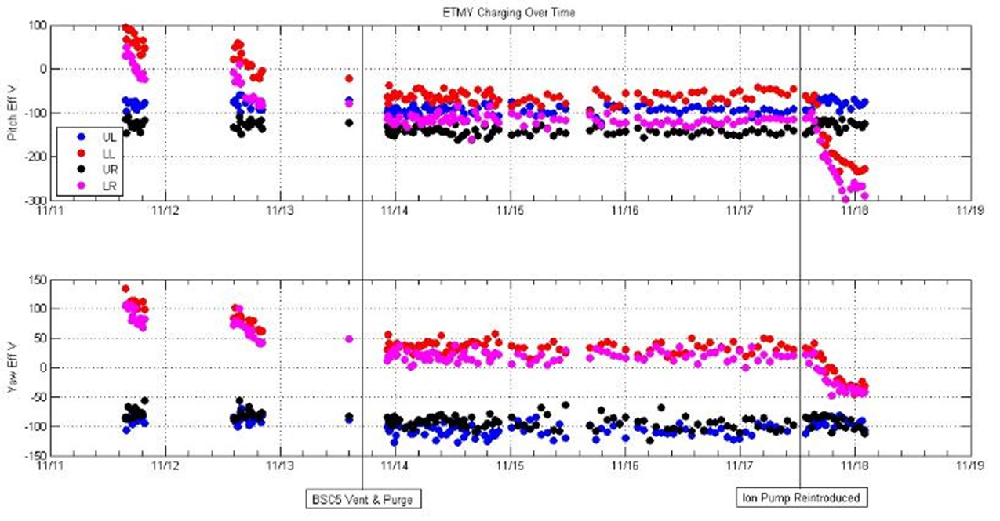 ETMY Charging Over Time
Pitch Eff V
100
0
-100
-200
-300
UL
LL
UR
LR
11/11 11/12 11/13 11/14 11/15 11/16 11/17 11/18 11/19
Yaw Eff V
150
100
50
0
-50
-100
-150
11/11 11/12 11/13 11/14 11/15 11/16 11/17 11/18 11/19
BSC5 Vent & Purge
Ion Pump Reintroduced